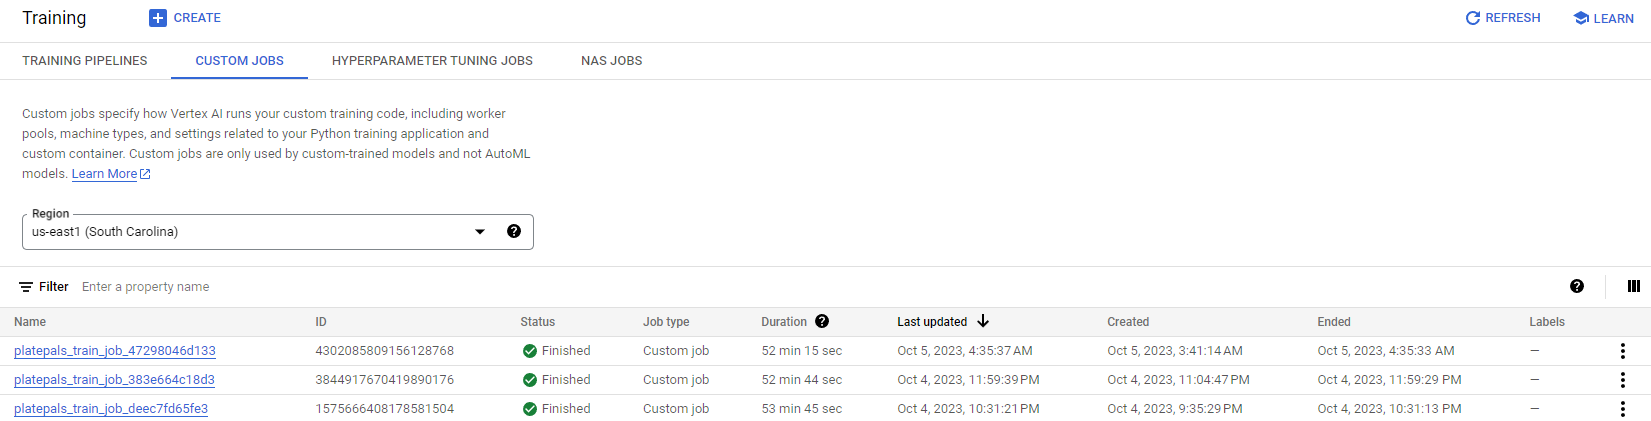 Training CREATE REFRESH LEARN
TRAINING PIPELINES CUSTOM JOBS HYPERPARAMETER TUNING JOBS NAS JOBS
Custom jobs specify how Vertex AI runs your custom training code, including worker
pools, machine types, and settings related to your Python training application and
custom container. Custom jobs are only used by custom-trained models and not AutoML
models. Learn More
Region
us-east1 (South Carolina)
Filter Enter a property name
Name ID Status Job type Duration Last updated Created Ended Labels
platepals_train_job_47298046d133 4302085809156128768 Finished Custom job 52 min 15 sec Oct 5, 2023, 4:35:37 AM Oct 5, 2023, 3:41:14 AM Oct 5, 2023, 4:35:33 AM —
platepals_train_job_383e664c18d3 3844917670419890176 Finished Custom job 52 min 44 sec Oct 4, 2023, 11:59:39 PM Oct 4, 2023, 11:04:47 PM Oct 4, 2023, 11:59:29 PM —
platepals_train_job_deec7fd65fe3 1575666408178581504 Finished Custom job 53 min 45 sec Oct 4, 2023, 10:31:21 PM Oct 4, 2023, 9:35:29 PM Oct 4, 2023, 10:31:13 PM —